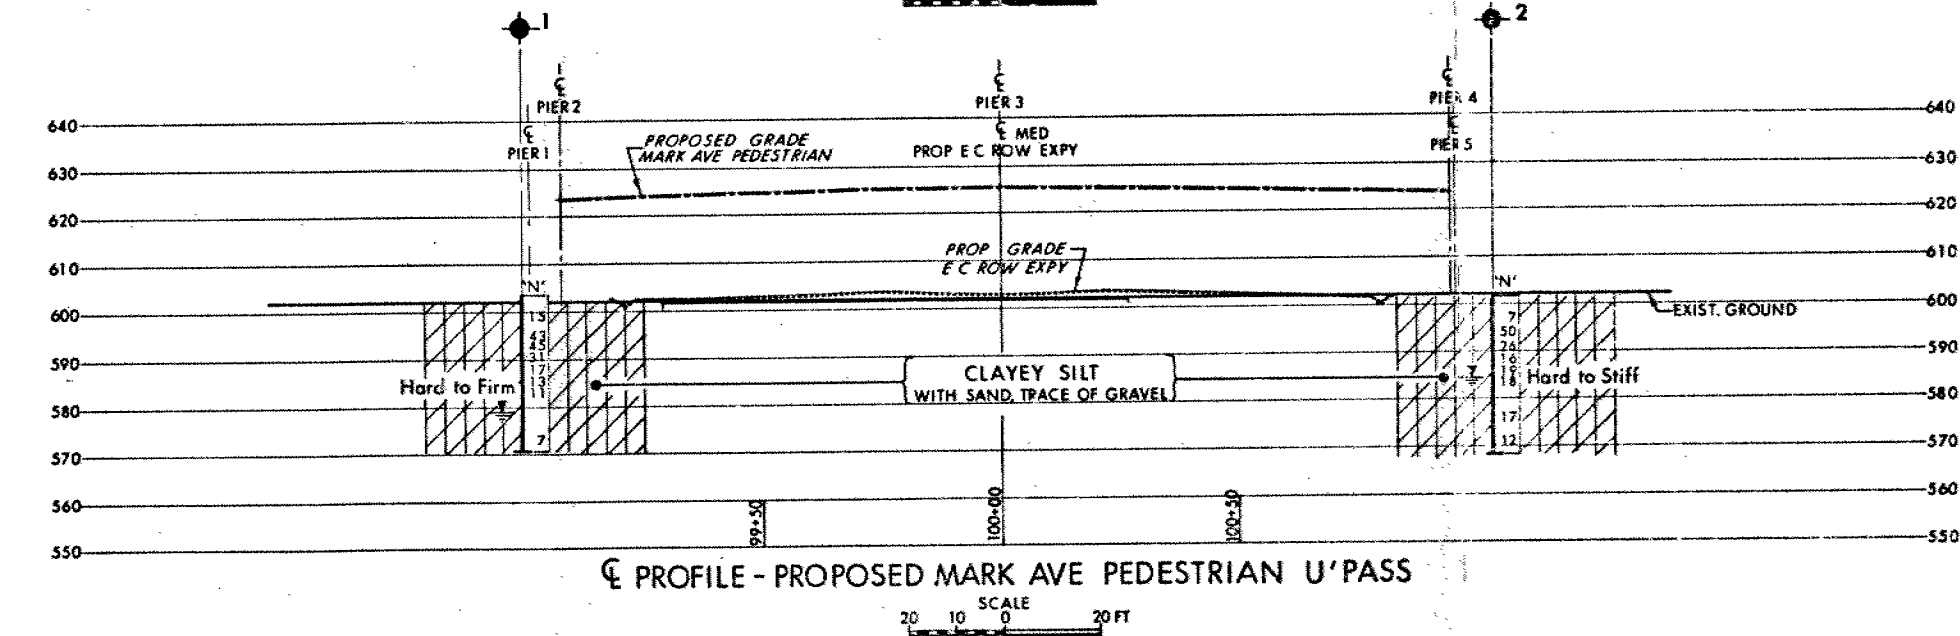 1
2
℄
PIER 2
℄
PIER 3
℄
PIER 4
640
640
℄
PIER 1
PROPOSED GRADE
MARK AVE PEDESTRIAN
℄ MED
PROP E C ROW EXPY
℄
PIER 5
630
630
620
620
PROP GRADE
E C ROW EXPY
610
610
'N'
'N'
600
600
EXIST. GROUND
15
43
45
31
17
13
11
7
7
50
26
16
18
17
12
590
590
Hard to Firm
CLAYEY SILT
WITH SAND, TRACE OF GRAVEL
Hard to Stiff
580
580
570
570
560
560
99+50
100+00
100+50
550
550
℄ PROFILE - PROPOSED MARK AVE PEDESTRIAN U'PASS
SCALE
20 10 0 20 FT